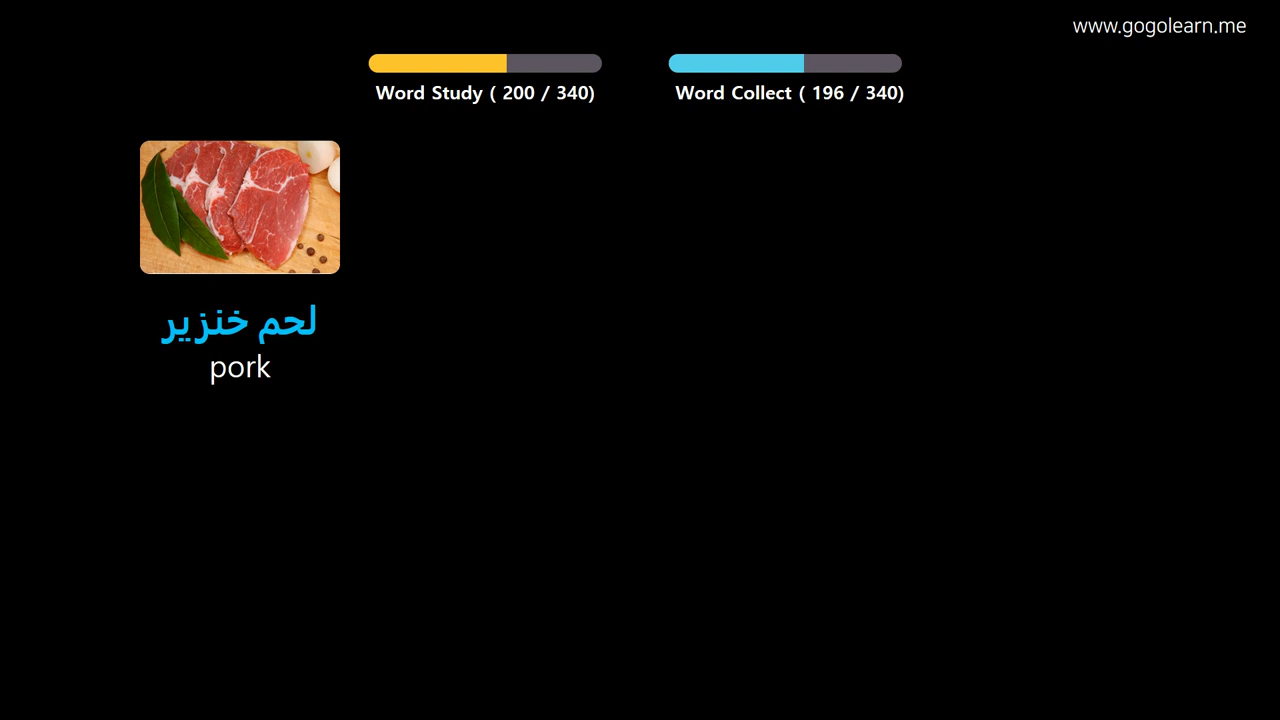 www.gogolearn.me
Word Study ( 200 / 340)
Word Collect ( 196 / 340)
لحم خنزير
pork